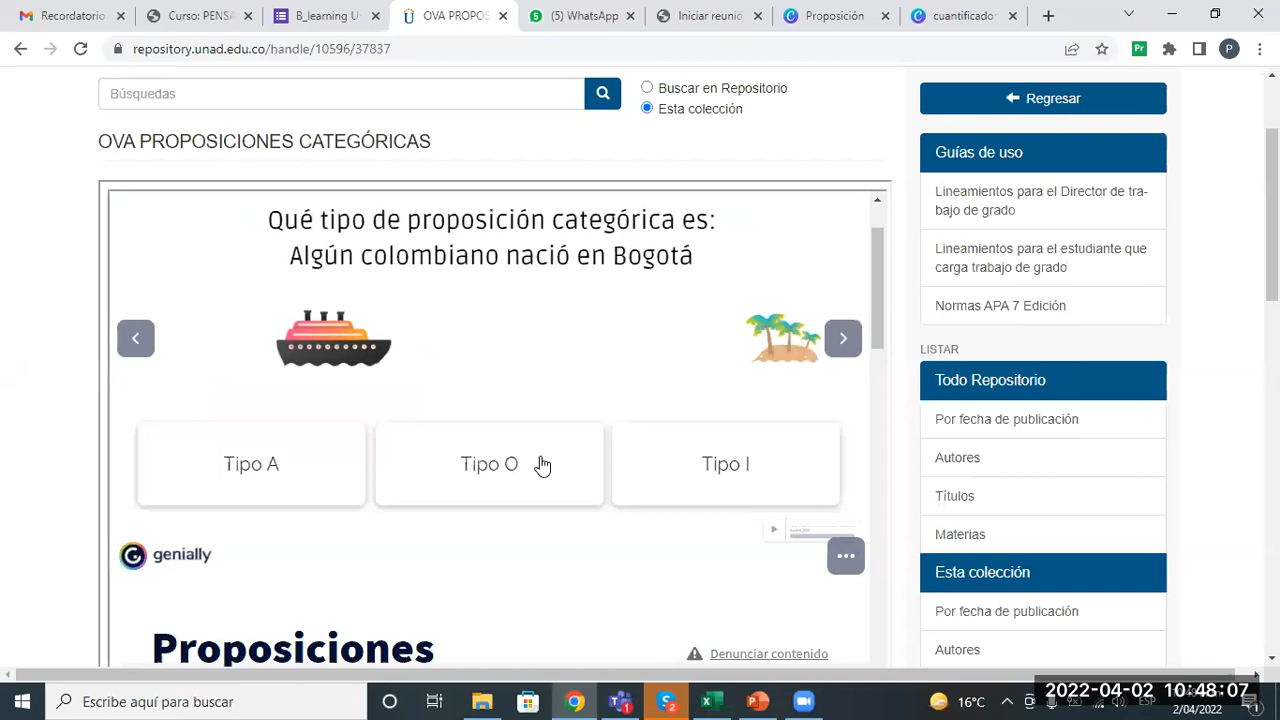 Recordatorio
Curso: PENSA
B_learning U
OVA PROPOS
(5) WhatsApp
Iniciar reunió
Proposición
cuantificado
repository.unad.edu.co/handle/10596/37837
P
Búsquedas
Buscar en Repositorio
Esta colección
Regresar
OVA PROPOSICIONES CATEGÓRICAS
Guías de uso
Lineamientos para el Director de tra-
bajo de grado
Lineamientos para el estudiante que
carga trabajo de grado
Normas APA 7 Edición
LISTAR
Todo Repositorio
Por fecha de publicación
Autores
Títulos
Materias
Esta colección
Por fecha de publicación
Autores
Qué tipo de proposición categórica es:
Algún colombiano nació en Bogotá
Tipo A
Tipo O
Tipo I
genially
Proposiciones
Denunciar contenido
Escribe aquí para buscar
16°C
2022-04-02 10:48:07
2/04/2022